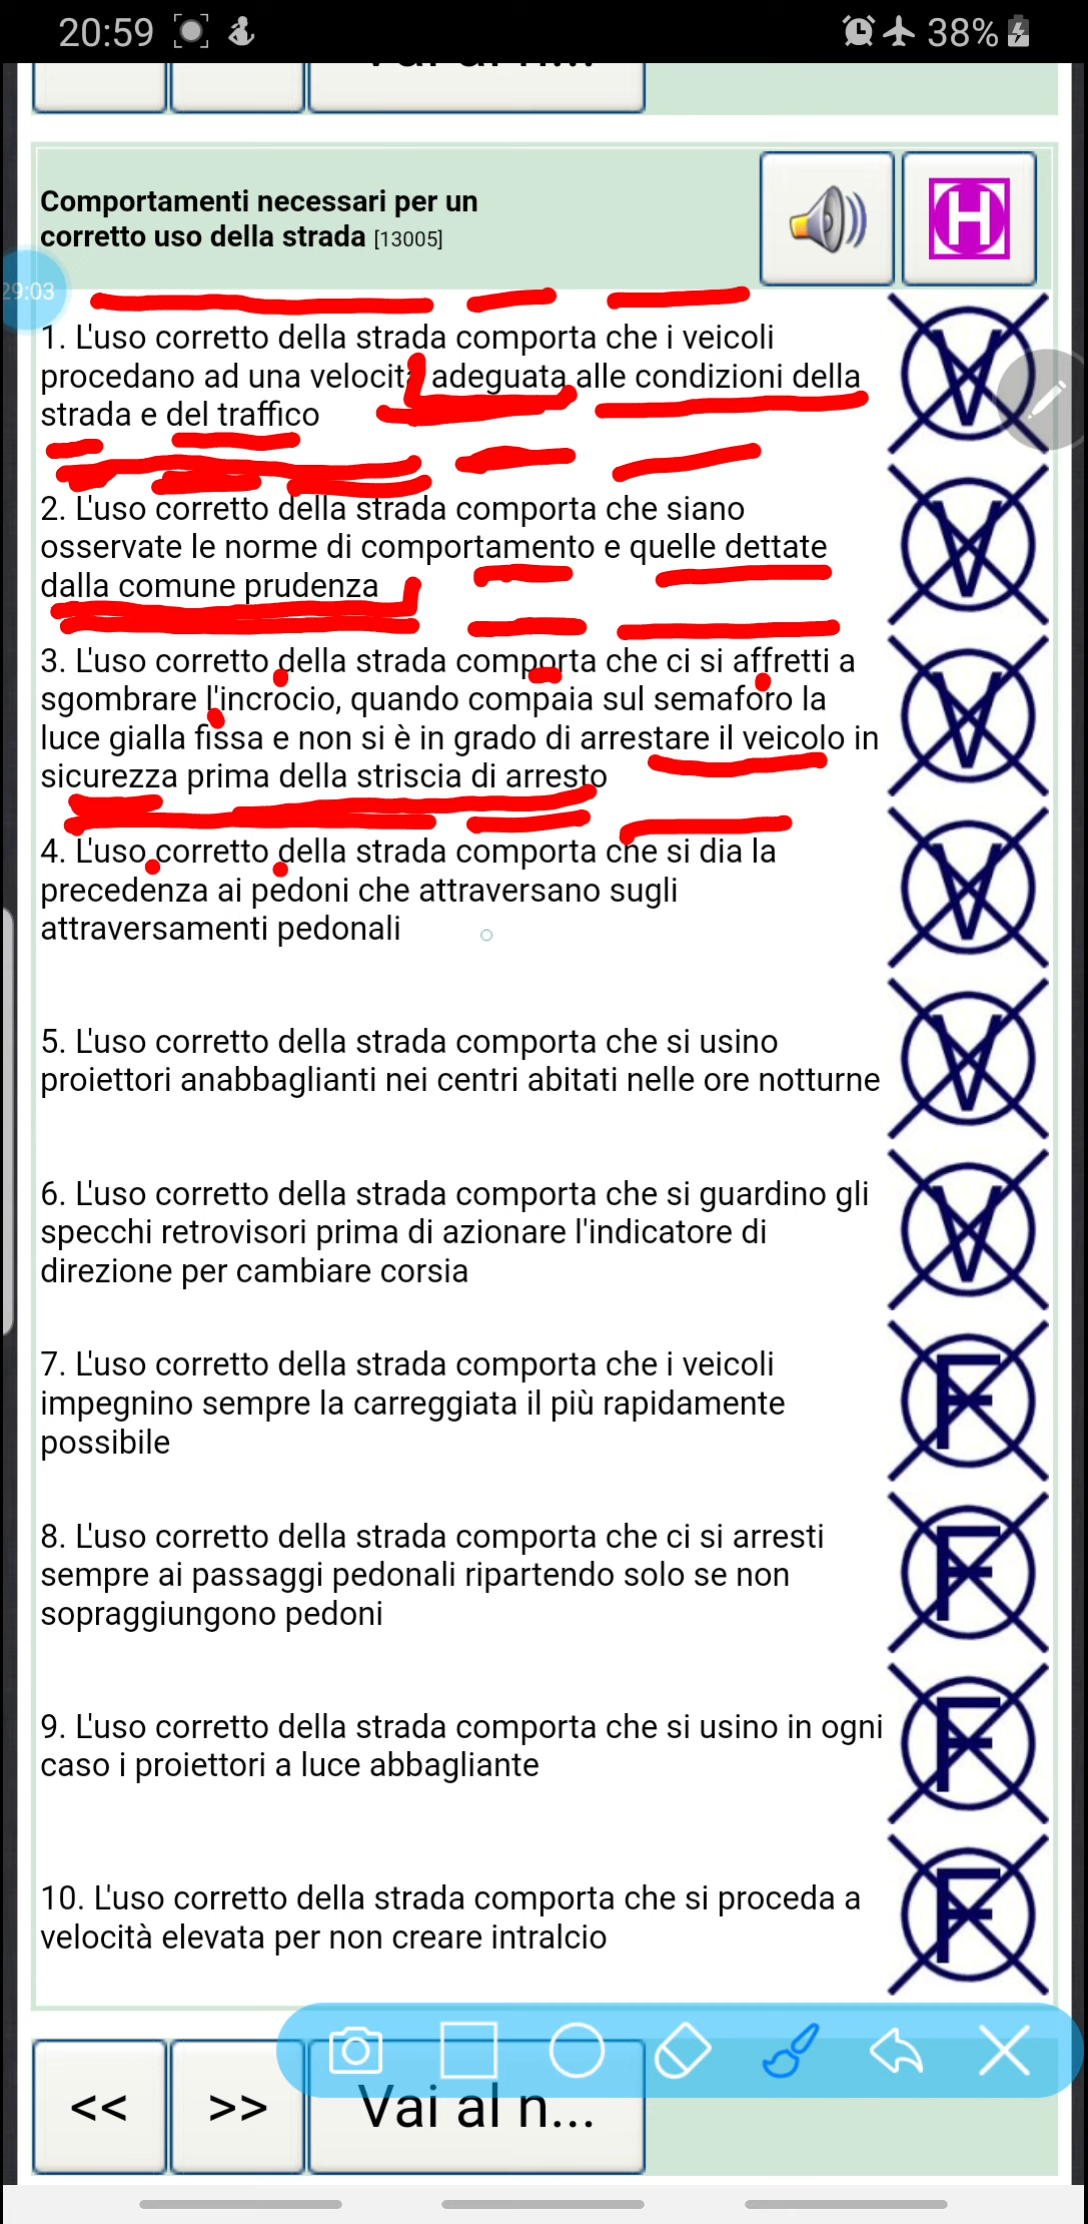 20:59
38%
Comportamenti necessari per un
corretto uso della strada [13005]
29:03
1. L'uso corretto della strada comporta che i veicoli
procedano ad una velocità adeguata alle condizioni della
strada e del traffico
2. L'uso corretto della strada comporta che siano
osservate le norme di comportamento e quelle dettate
dalla comune prudenza
3. L'uso corretto della strada comporta che ci si affretti a
sgombrare l'incrocio, quando compaia sul semaforo la
luce gialla fissa e non si è in grado di arrestare il veicolo in
sicurezza prima della striscia di arresto
4. L'uso corretto della strada comporta che si dia la
precedenza ai pedoni che attraversano sugli
attraversamenti pedonali
5. L'uso corretto della strada comporta che si usino
proiettori anabbaglianti nei centri abitati nelle ore notturne
6. L'uso corretto della strada comporta che si guardino gli
specchi retrovisori prima di azionare l'indicatore di
direzione per cambiare corsia
7. L'uso corretto della strada comporta che i veicoli
impegnino sempre la carreggiata il più rapidamente
possibile
8. L'uso corretto della strada comporta che ci si arresti
sempre ai passaggi pedonali ripartendo solo se non
sopraggiungono pedoni
9. L'uso corretto della strada comporta che si usino in ogni
caso i proiettori a luce abbagliante
10. L'uso corretto della strada comporta che si proceda a
velocità elevata per non creare intralcio
H
V
V
V
V
V
V
F
F
F
F
<< >> Vai al n...